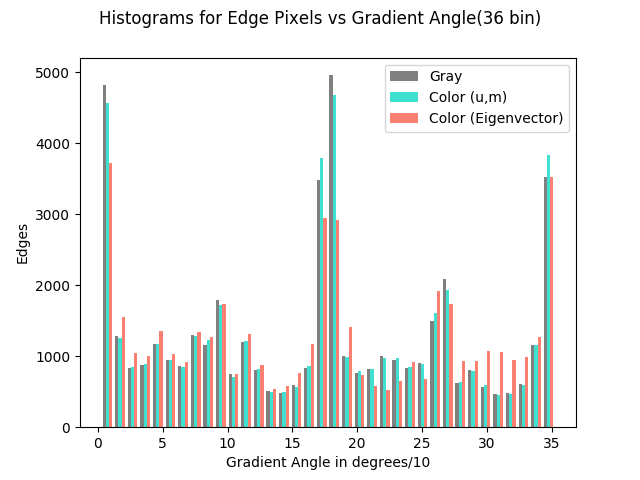 Histograms for Edge Pixels vs Gradient Angle(36 bin)
Gray
Color (u,m)
Color (Eigenvector)
5000
4000
3000
2000
1000
0
Edges
0 5 10 15 20 25 30 35
Gradient Angle in degrees/10